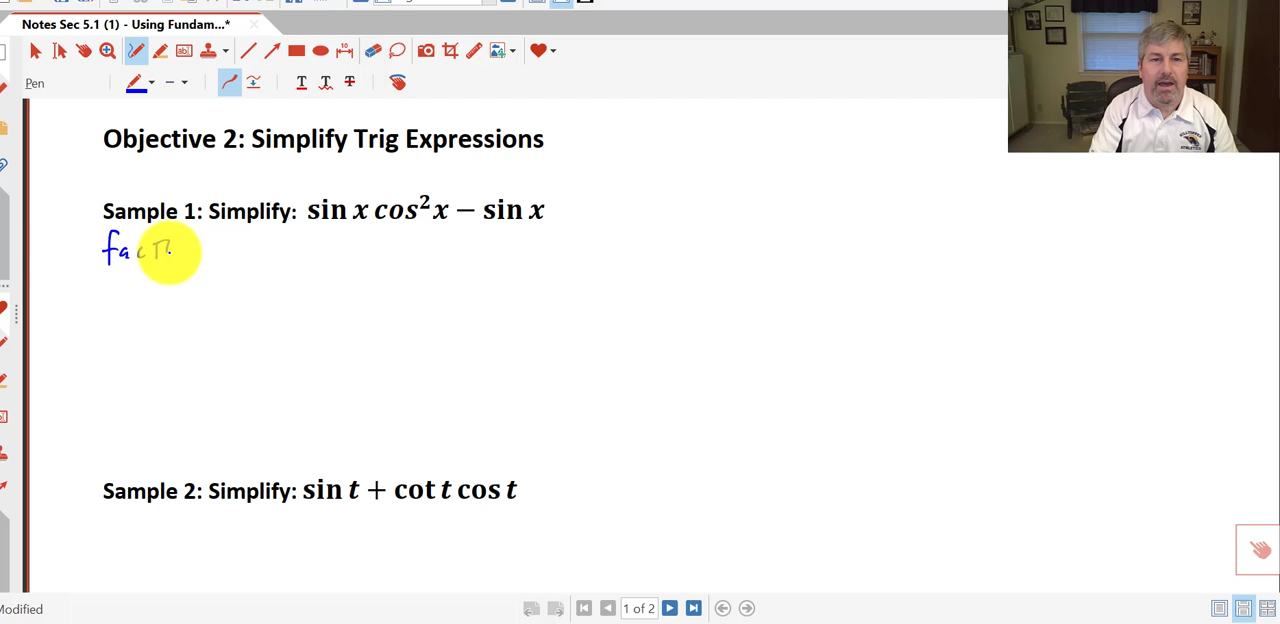 Notes Sec 5.1 (1) - Using Fundam...*
Pen
Objective 2: Simplify Trig Expressions
Sample 1: Simplify: sin x cos²x − sin x
Sample 2: Simplify: sin t + cot t cos t
Modified
1 of 2